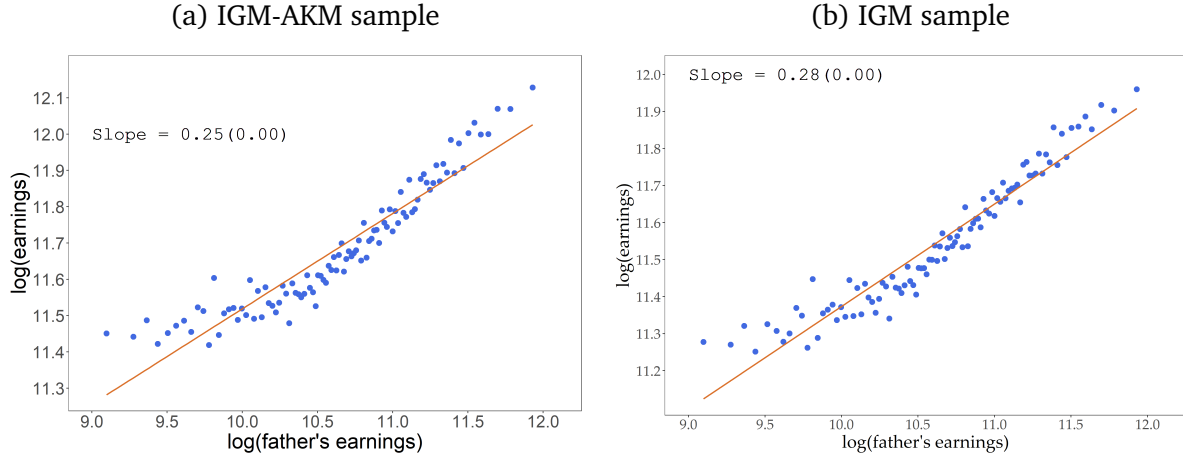 (a) IGM-AKM sample
Slope = 0.25(0.00)
log(earnings)
12.1
12.0
11.9
11.8
11.7
11.6
11.5
11.4
11.3
9.0 9.5 10.0 10.5 11.0 11.5 12.0
log(father's earnings)
(b) IGM sample
Slope = 0.28(0.00)
log(earnings)
12.0
11.9
11.8
11.7
11.6
11.5
11.4
11.3
11.2
9.0 9.5 10.0 10.5 11.0 11.5 12.0
log(father's earnings)